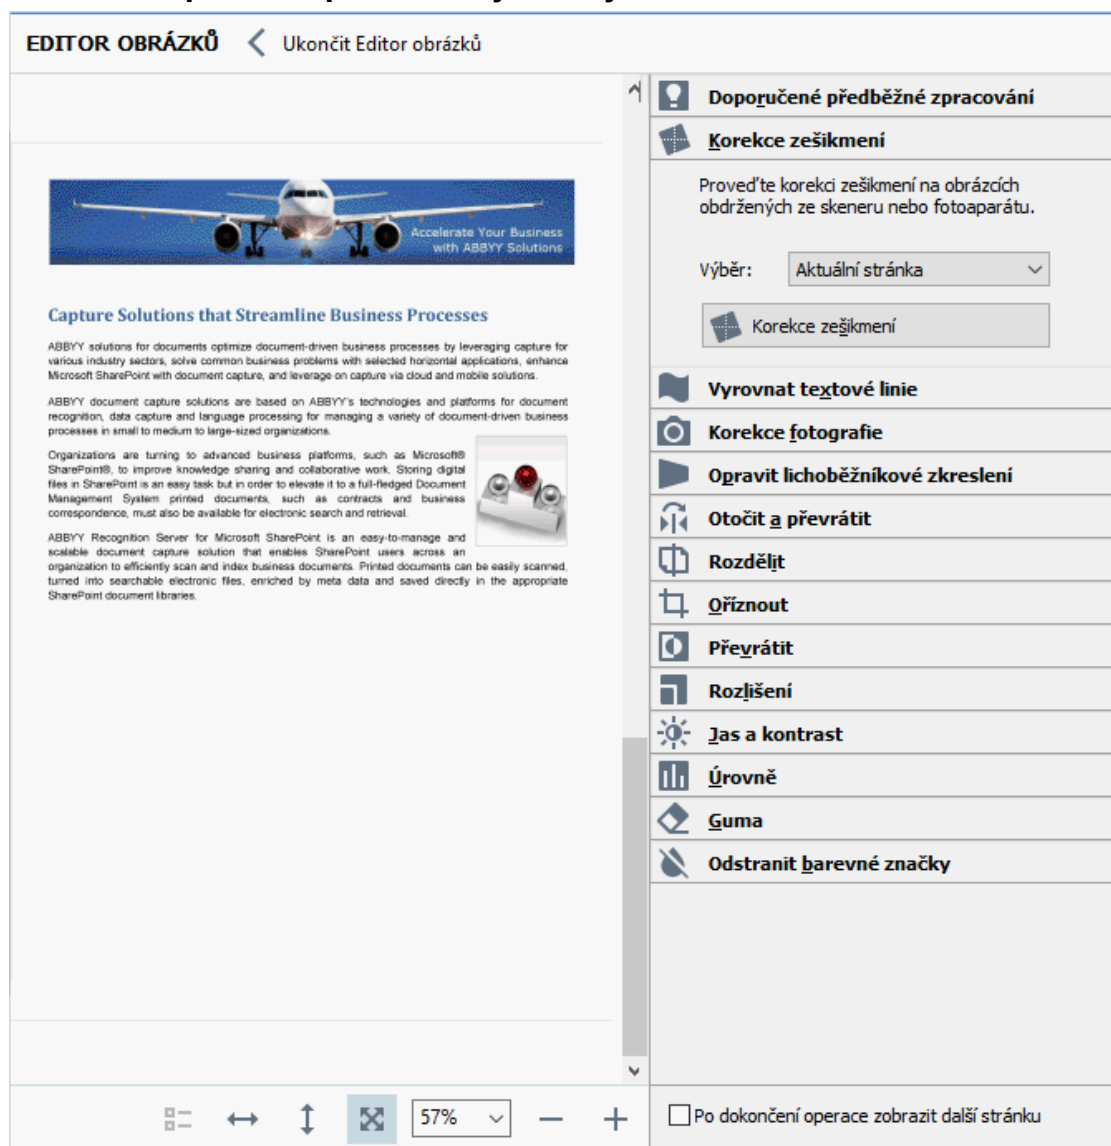 EDITOR OBRÁZKŮ
Ukončit Editor obrázků
Accelerate Your Business
with ABBYY Solutions
Capture Solutions that Streamline Business Processes
ABBYY solutions for documents optimize document-driven business processes by leveraging capture for
various industry sectors, solve common business problems with selected horizontal applications, enhance
Microsoft SharePoint with document capture, and leverage on capture via cloud and mobile solutions.
ABBYY document capture solutions are based on ABBYY's technologies and platforms for document
recognition, data capture and language processing for managing a variety of document-driven business
processes in small to medium to large-sized organizations.
Organizations are turning to advanced business platforms, such as Microsoft®
SharePoint®, to improve knowledge sharing and collaborative work. Storing digital
files in SharePoint is an easy task but in order to elevate it to a full-fledged Document
Management System printed documents, such as contracts and business
correspondence, must also be available for electronic search and retrieval.
ABBYY Recognition Server for Microsoft SharePoint is an easy-to-manage and
scalable document capture solution that enables SharePoint users across an
organization to efficiently scan and index business documents. Printed documents can be easily scanned,
turned into searchable electronic files, enriched by meta data and saved directly in the appropriate
SharePoint document libraries.
57%
Doporučené předběžné zpracování
Korekce zešikmení
Proveďte korekci zešikmení na obrázcích
obdržených ze skeneru nebo fotoaparátu.
Výběr: Aktuální stránka
Korekce zešikmení
Vyrovnat textové linie
Korekce fotografie
Opravit lichoběžníkové zkreslení
Otočit a převrátit
Rozdělit
Oříznout
Převrátit
Rozlišení
Jas a kontrast
Úrovně
Guma
Odstranit barevné značky
Po dokončení operace zobrazit další stránku